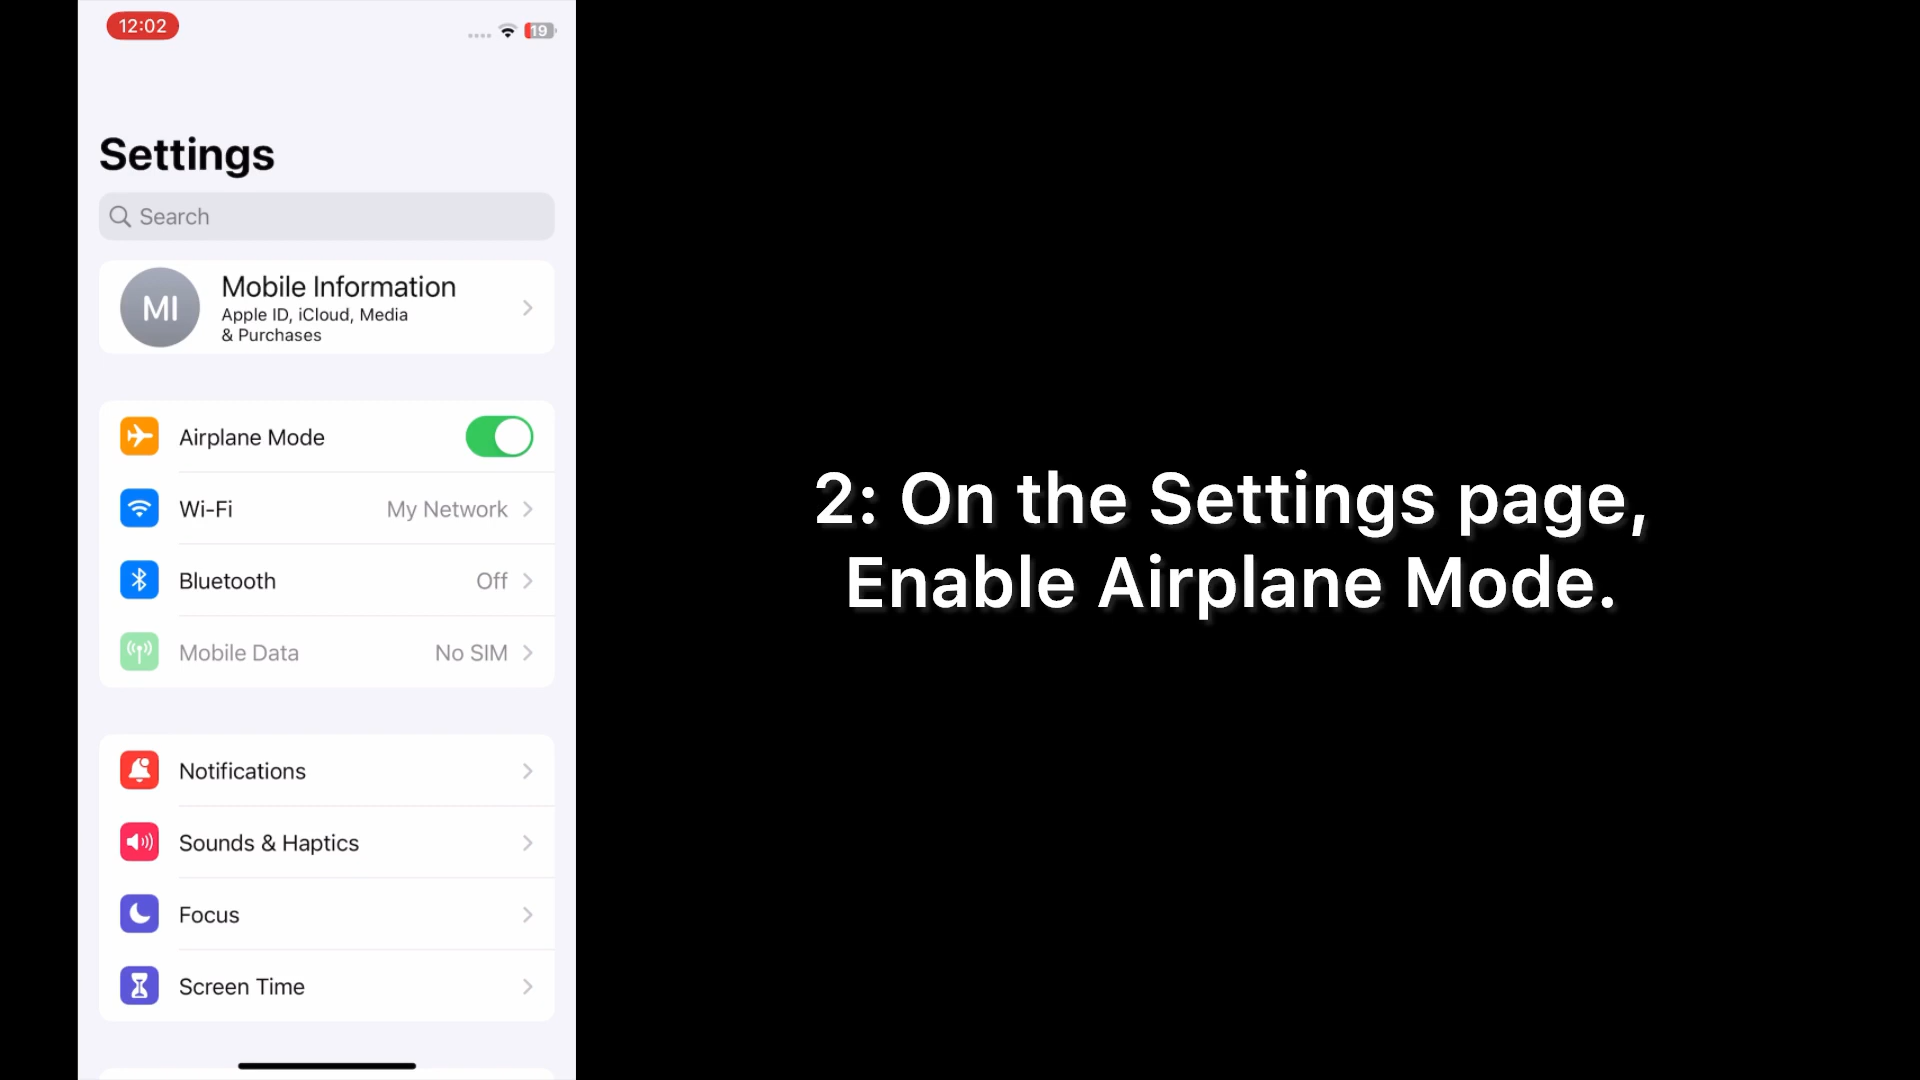 12:02
19
Settings
Search
MI
Mobile Information
Apple ID, iCloud, Media
& Purchases
Airplane Mode
Wi-Fi My Network
Bluetooth Off
Mobile Data No SIM
Notifications
Sounds & Haptics
Focus
Screen Time
2: On the Settings page,
Enable Airplane Mode.